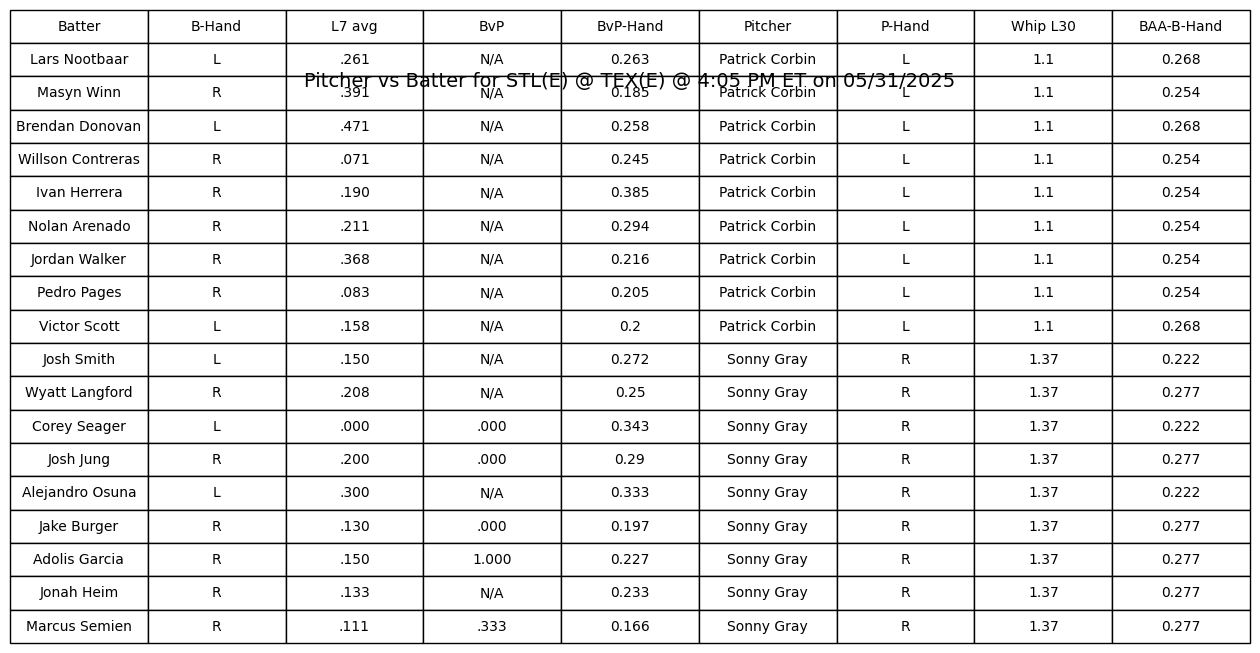 Batter B-Hand L7 avg BvP BvP-Hand Pitcher P-Hand Whip L30 BAA-B-Hand
Lars Nootbaar L .261 N/A 0.263 Patrick Corbin L 1.1 0.268
Pitcher vs Batter for STL(E) @ TEX(E) @ 4:05 PM ET on 05/31/2025
Masyn Winn R .391 N/A 0.185 Patrick Corbin L 1.1 0.254
Brendan Donovan L .471 N/A 0.258 Patrick Corbin L 1.1 0.268
Willson Contreras R .071 N/A 0.245 Patrick Corbin L 1.1 0.254
Ivan Herrera R .190 N/A 0.385 Patrick Corbin L 1.1 0.254
Nolan Arenado R .211 N/A 0.294 Patrick Corbin L 1.1 0.254
Jordan Walker R .368 N/A 0.216 Patrick Corbin L 1.1 0.254
Pedro Pages R .083 N/A 0.205 Patrick Corbin L 1.1 0.254
Victor Scott L .158 N/A 0.2 Patrick Corbin L 1.1 0.268
Josh Smith L .150 N/A 0.272 Sonny Gray R 1.37 0.222
Wyatt Langford R .208 N/A 0.25 Sonny Gray R 1.37 0.277
Corey Seager L .000 .000 0.343 Sonny Gray R 1.37 0.222
Josh Jung R .200 .000 0.29 Sonny Gray R 1.37 0.277
Alejandro Osuna L .300 N/A 0.333 Sonny Gray R 1.37 0.222
Jake Burger R .130 .000 0.197 Sonny Gray R 1.37 0.277
Adolis Garcia R .150 1.000 0.227 Sonny Gray R 1.37 0.277
Jonah Heim R .133 N/A 0.233 Sonny Gray R 1.37 0.277
Marcus Semien R .111 .333 0.166 Sonny Gray R 1.37 0.277